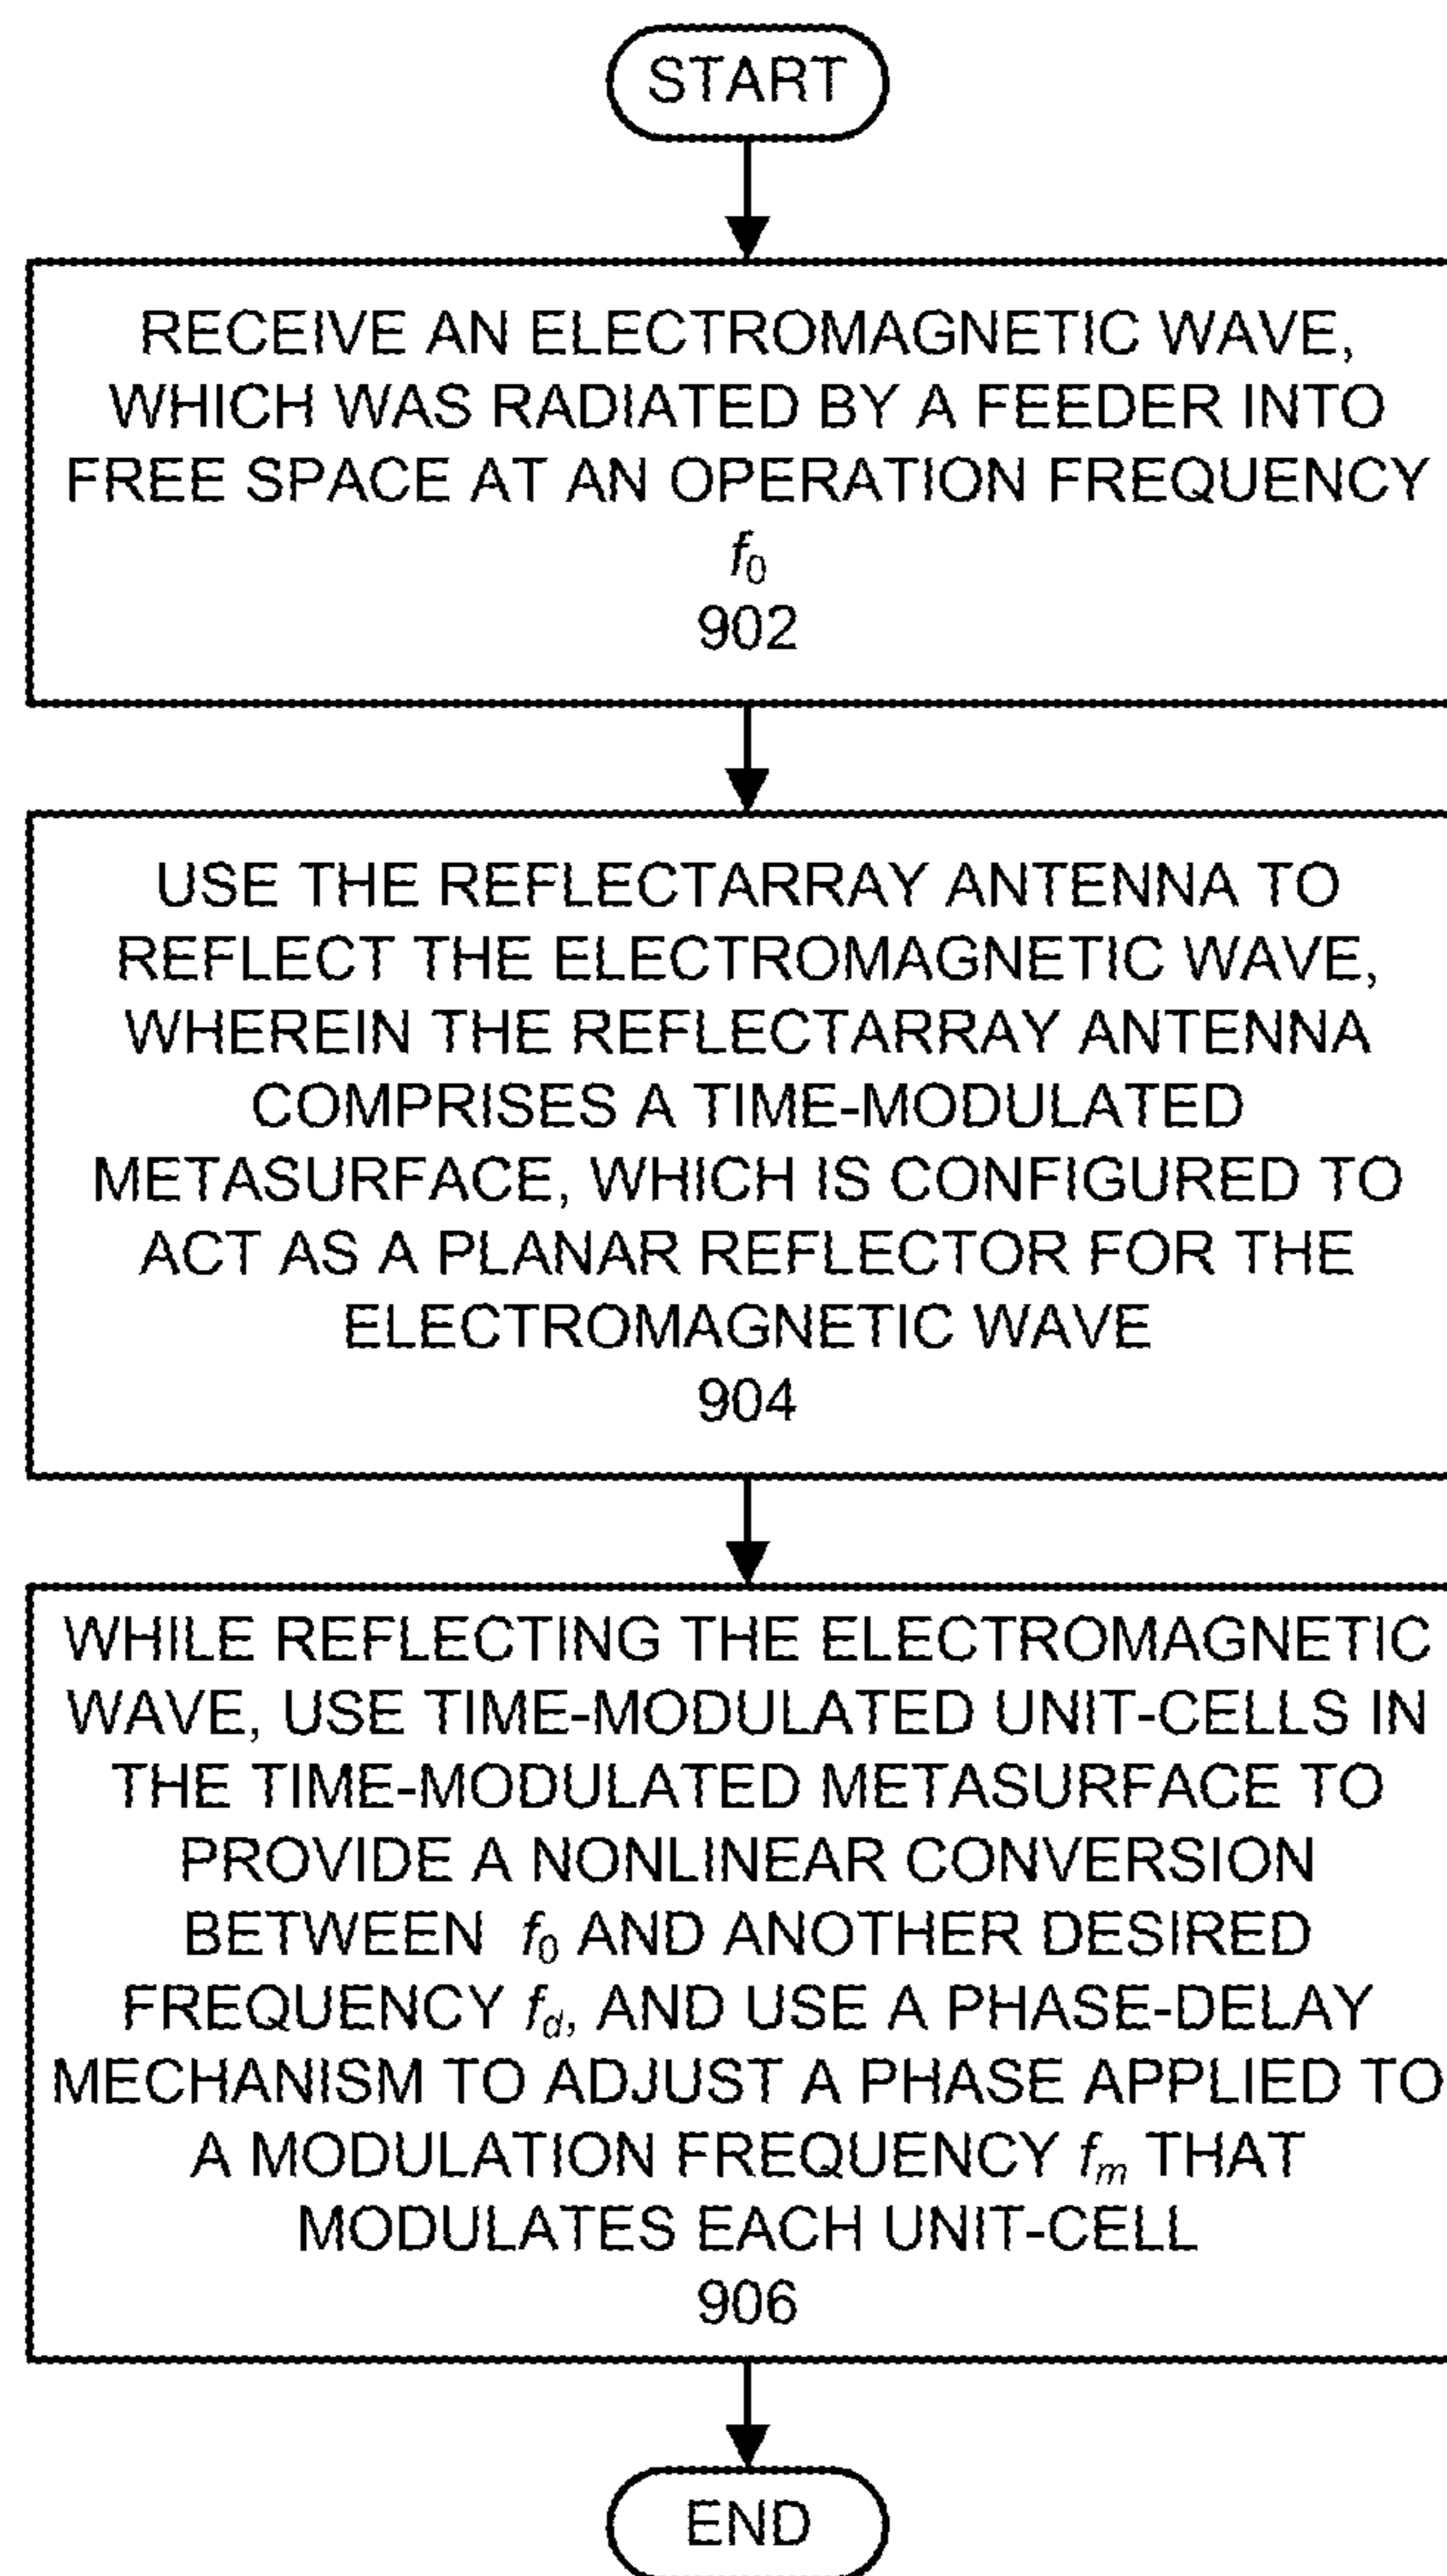 START
RECEIVE AN ELECTROMAGNETIC WAVE,
WHICH WAS RADIATED BY A FEEDER INTO
FREE SPACE AT AN OPERATION FREQUENCY
f₀
902
USE THE REFLECTARRAY ANTENNA TO
REFLECT THE ELECTROMAGNETIC WAVE,
WHEREIN THE REFLECTARRAY ANTENNA
COMPRISES A TIME-MODULATED
METASURFACE, WHICH IS CONFIGURED TO
ACT AS A PLANAR REFLECTOR FOR THE
ELECTROMAGNETIC WAVE
904
WHILE REFLECTING THE ELECTROMAGNETIC
WAVE, USE TIME-MODULATED UNIT-CELLS IN
THE TIME-MODULATED METASURFACE TO
PROVIDE A NONLINEAR CONVERSION
BETWEEN f₀ AND ANOTHER DESIRED
FREQUENCY f_d, AND USE A PHASE-DELAY
MECHANISM TO ADJUST A PHASE APPLIED TO
A MODULATION FREQUENCY f_m THAT
MODULATES EACH UNIT-CELL
906
END